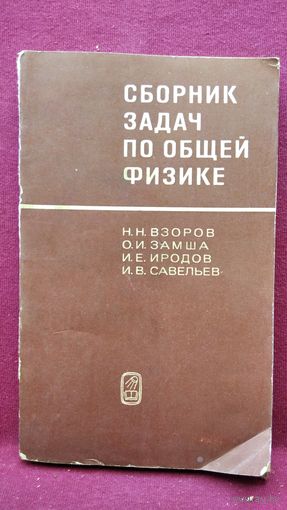 СБОРНИК
ЗАДАЧ
ПО ОБЩЕЙ
ФИЗИКЕ
Н. Н. ВЗОРОВ
О. И. ЗАМША
И. Е. ИРОДОВ
И. В. САВЕЛЬЕВ